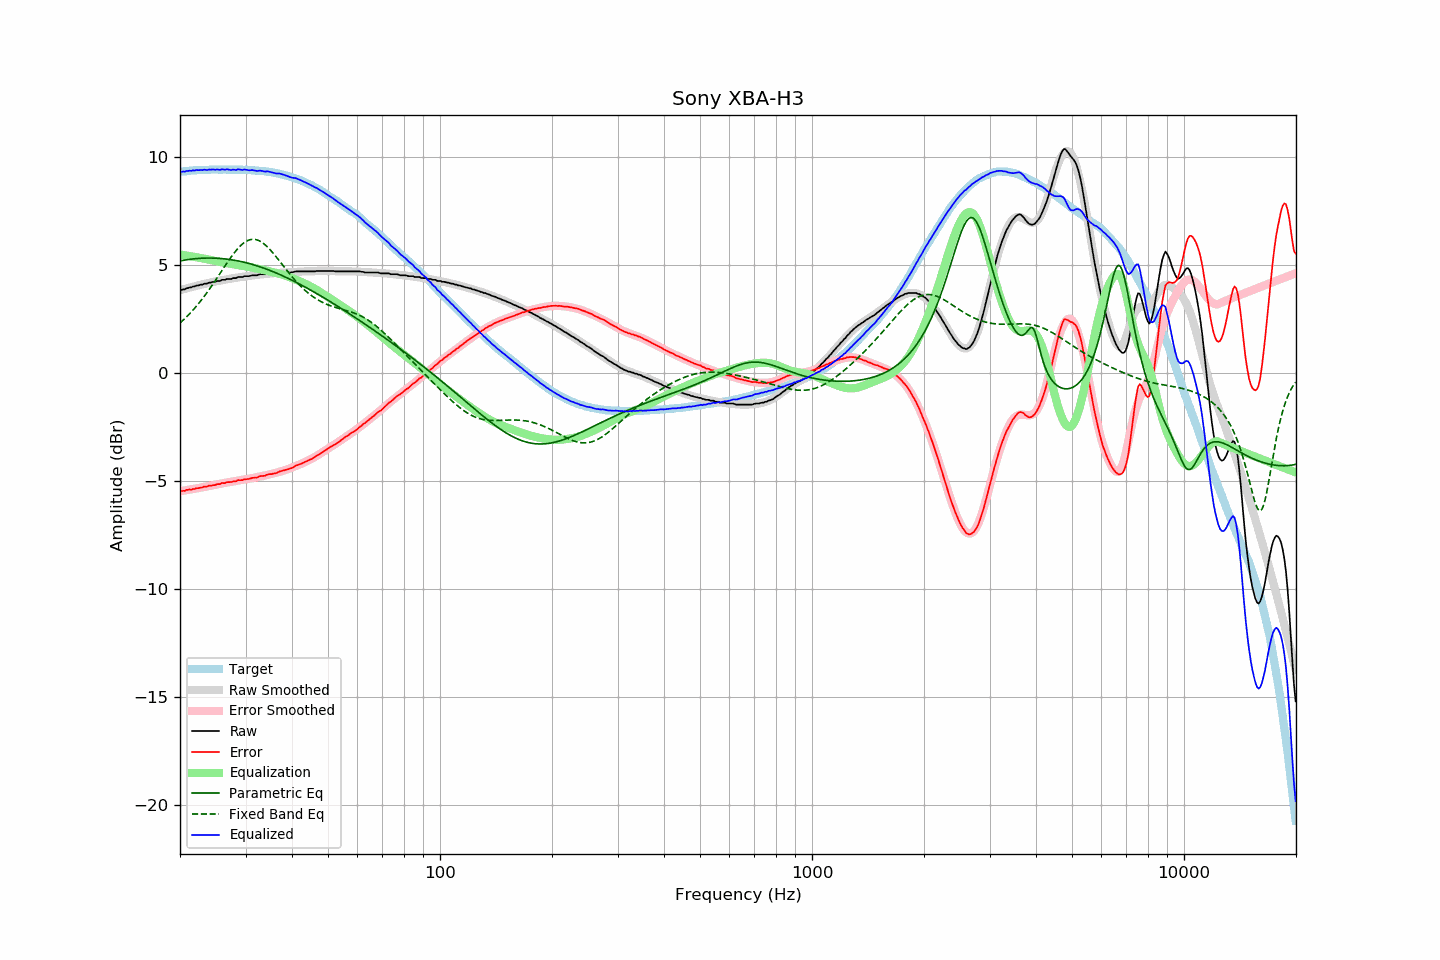 Sony XBA-H3
Amplitude (dBr)
10
5
0
−5
−10
−15
−20
Target
Raw Smoothed
Error Smoothed
Raw
Error
Equalization
Parametric Eq
Fixed Band Eq
Equalized
100
1000
10000
Frequency (Hz)